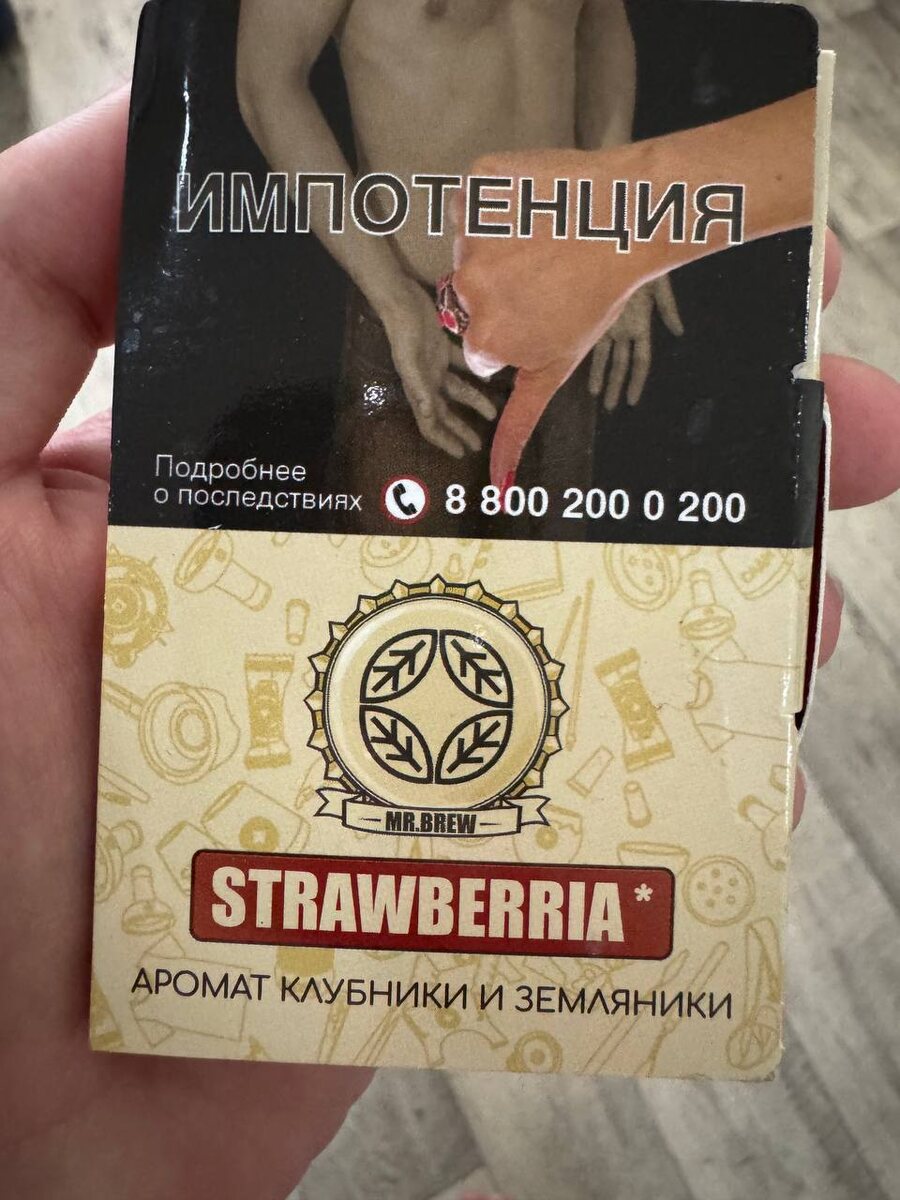 ИМПОТЕНЦИЯ
Подробнее
о последствиях 8 800 200 0 200
MR.BREW
STRAWBERRIA*
АРОМАТ КЛУБНИКИ И ЗЕМЛЯНИКИ